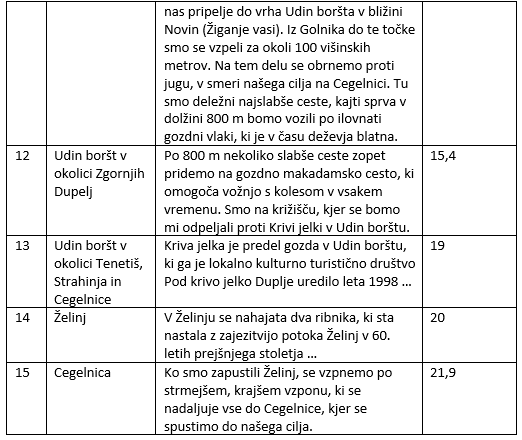 nas pripelje do vrha Udin boršta v bližini
Novin (Žiganje vasi). Iz Golnika do te točke
smo se vzpeli za okoli 100 višinskih
metrov. Na tem delu se obrnemo proti
jugu, v smeri našega cilja na Cegelnici. Tu
smo deležni najslabše ceste, kajti sprva v
dolžini 800 m bomo vozili po ilovnati
gozdni vlaki, ki je v času deževja blatna.
12 Udin boršt v Po 800 m nekoliko slabše ceste zopet 15,4
okolici Zgornjih pridemo na gozdno makadamsko cesto, ki
Dupelj omogoča vožnjo s kolesom v vsakem
vremenu. Smo na križišču, kjer se bomo
mi odpeljali proti Krivi jelki v Udin borštu.
13 Udin boršt v Kriva jelka je predel gozda v Udin borštu, 19
okolici Tenetiš, ki ga je lokalno kulturno turistično društvo
Strahinja in Pod krivo jelko Duplje uredilo leta 1998 …
Cegelnice
14 Želinj V Želinju se nahajata dva ribnika, ki sta 20
nastala z zajezitvijo potoka Želinj v 60.
letih prejšnjega stoletja …
15 Cegelnica Ko smo zapustili Želinj, se vzpnemo po 21,9
strmejšem, krajšem vzponu, ki se
nadaljuje vse do Cegelnice, kjer se
spustimo do našega cilja.